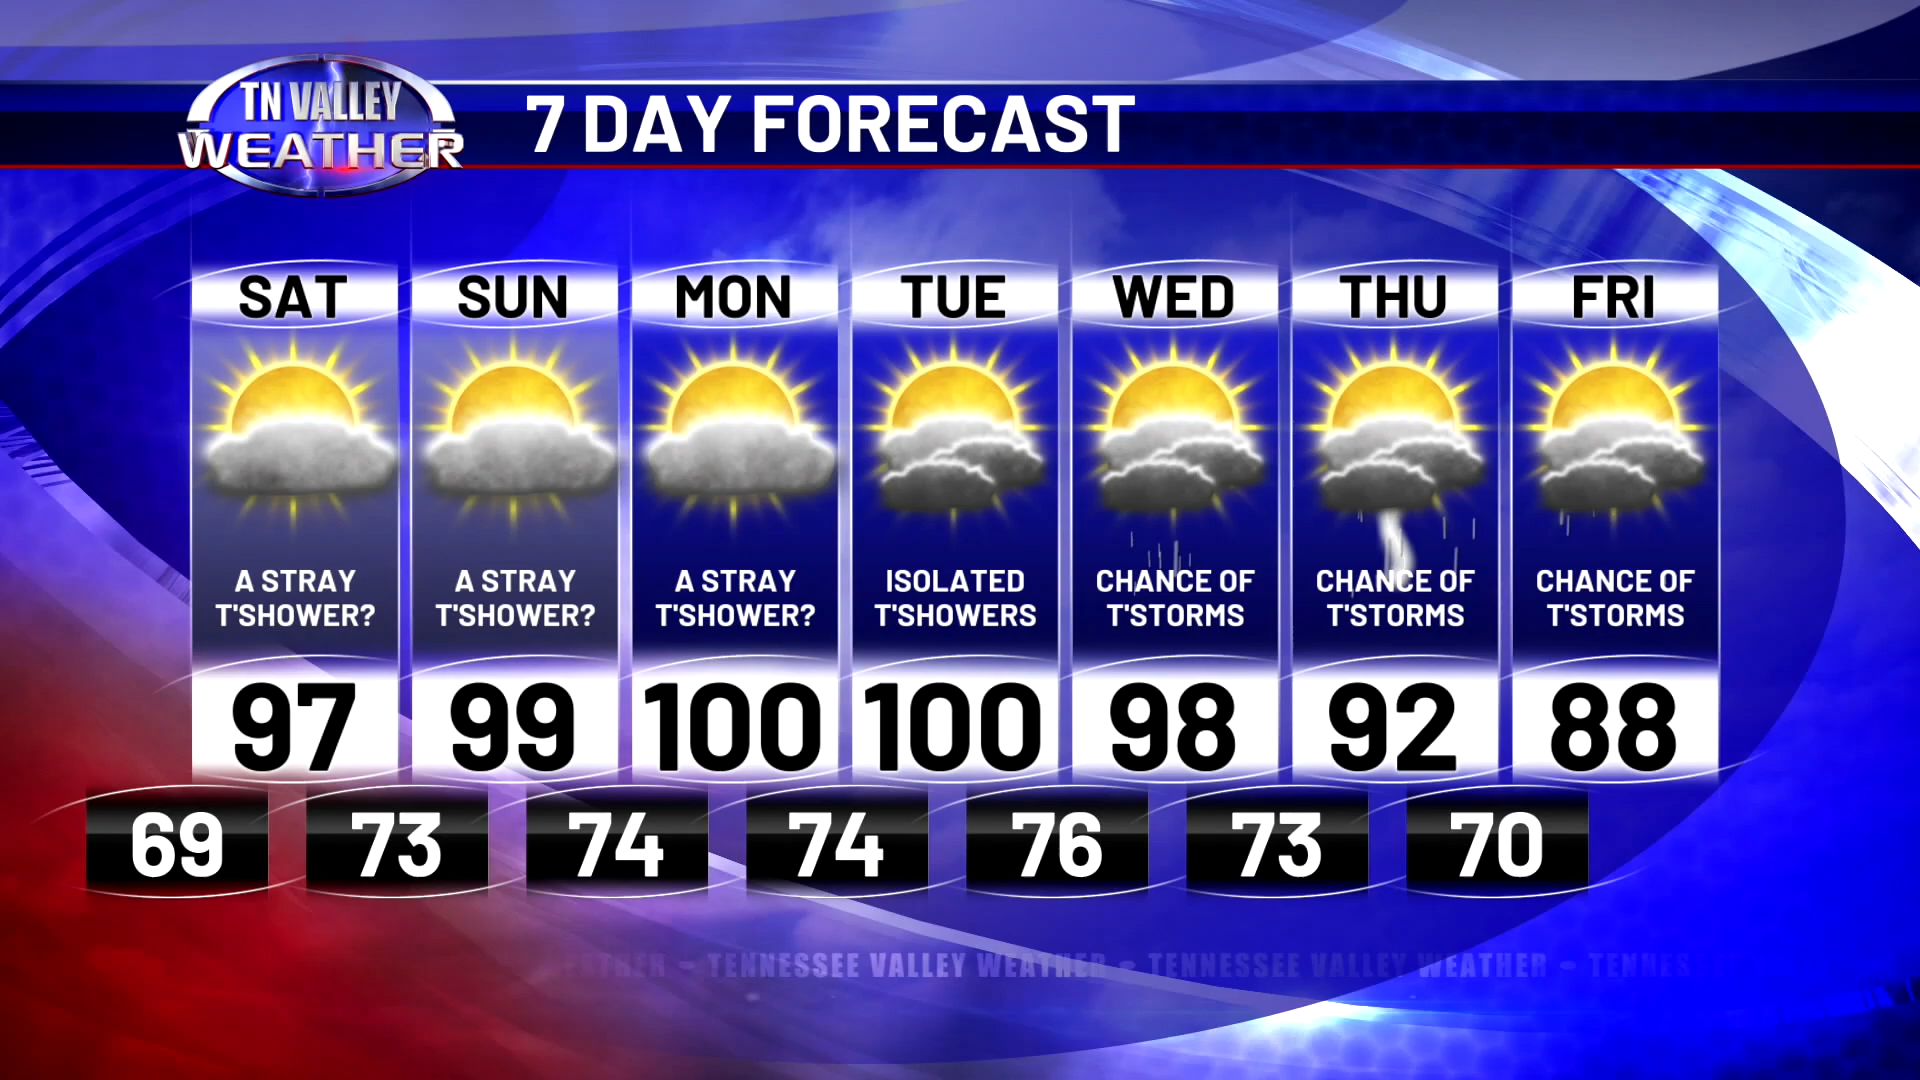 TN VALLEY
WEATHER
7 DAY FORECAST
SAT SUN MON TUE WED THU FRI
A STRAY A STRAY A STRAY ISOLATED CHANCE OF CHANCE OF CHANCE OF
T'SHOWER? T'SHOWER? T'SHOWER? T'SHOWERS T'STORMS T'STORMS T'STORMS
97 99 100 100 98 92 88
69 73 74 74 76 73 70
WEATHER - TENNESSEE VALLEY WEATHER - TENNESSEE VALLEY WEATHER - TENNES